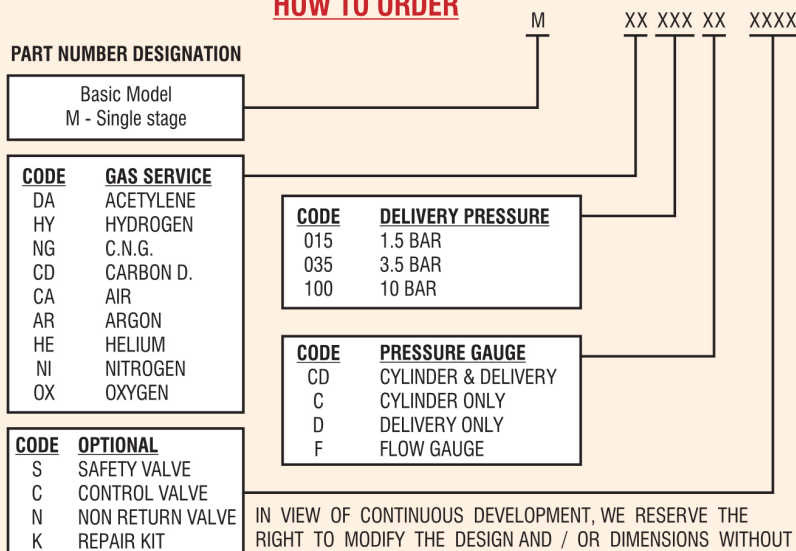 HOW TO ORDER
M XX XXX XX XXXX
PART NUMBER DESIGNATION
Basic Model
M - Single stage
CODE GAS SERVICE
DA ACETYLENE
HY HYDROGEN
NG C.N.G.
CD CARBON D.
CA AIR
AR ARGON
HE HELIUM
NI NITROGEN
OX OXYGEN
CODE DELIVERY PRESSURE
015 1.5 BAR
035 3.5 BAR
100 10 BAR
CODE PRESSURE GAUGE
CD CYLINDER & DELIVERY
C CYLINDER ONLY
D DELIVERY ONLY
F FLOW GAUGE
CODE OPTIONAL
S SAFETY VALVE
C CONTROL VALVE
N NON RETURN VALVE
K REPAIR KIT
IN VIEW OF CONTINUOUS DEVELOPMENT, WE RESERVE THE
RIGHT TO MODIFY THE DESIGN AND / OR DIMENSIONS WITHOUT